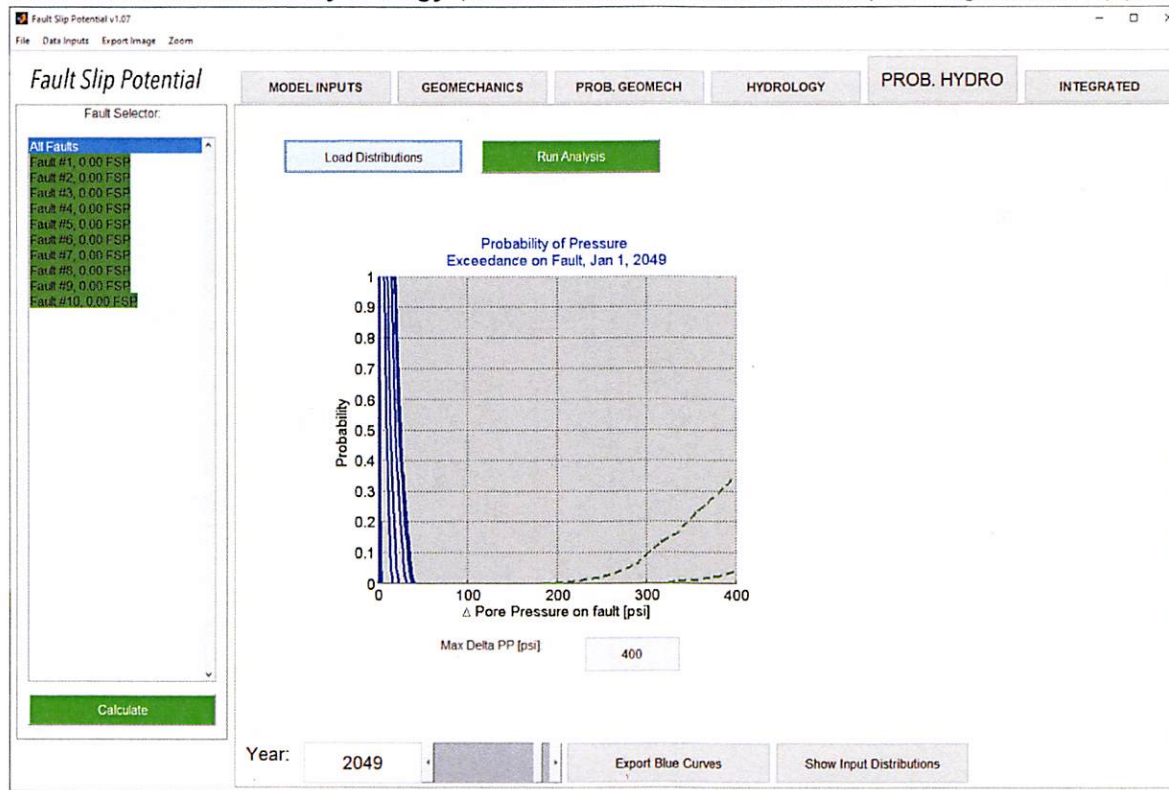 Fault Slip Potential v1.07
File Data Inputs Export Image Zoom
Fault Slip Potential
MODEL INPUTS
GEOMECHANICS
PROB. GEOMECH
HYDROLOGY
PROB. HYDRO
INTEGRATED
Fault Selector:
All Faults
Fault #1, 0.00 FSP
Fault #2, 0.00 FSP
Fault #3, 0.00 FSP
Fault #4, 0.00 FSP
Fault #5, 0.00 FSP
Fault #6, 0.00 FSP
Fault #7, 0.00 FSP
Fault #8, 0.00 FSP
Fault #9, 0.00 FSP
Fault #10, 0.00 FSP
Calculate
Load Distributions
Run Analysis
Probability of Pressure
Exceedance on Fault, Jan 1, 2049
1
0.9
0.8
0.7
0.6
0.5
0.4
0.3
0.2
0.1
0
Probability
0 100 200 300 400
△ Pore Pressure on fault [psi]
Max Delta PP [psi]
400
Year:
2049
Export Blue Curves
Show Input Distributions